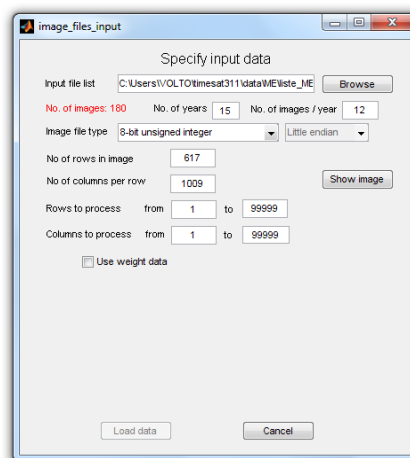 image_files_input
Specify input data
Input file list C:\Users\VOLTO\timesat311\data\ME\liste_ME Browse
No. of images: 180 No. of years 15 No. of images / year 12
Image file type 8-bit unsigned integer Little endian
No of rows in image 617
No of columns per row 1009
Show image
Rows to process from 1 to 99999
Columns to process from 1 to 99999
Use weight data
Load data Cancel